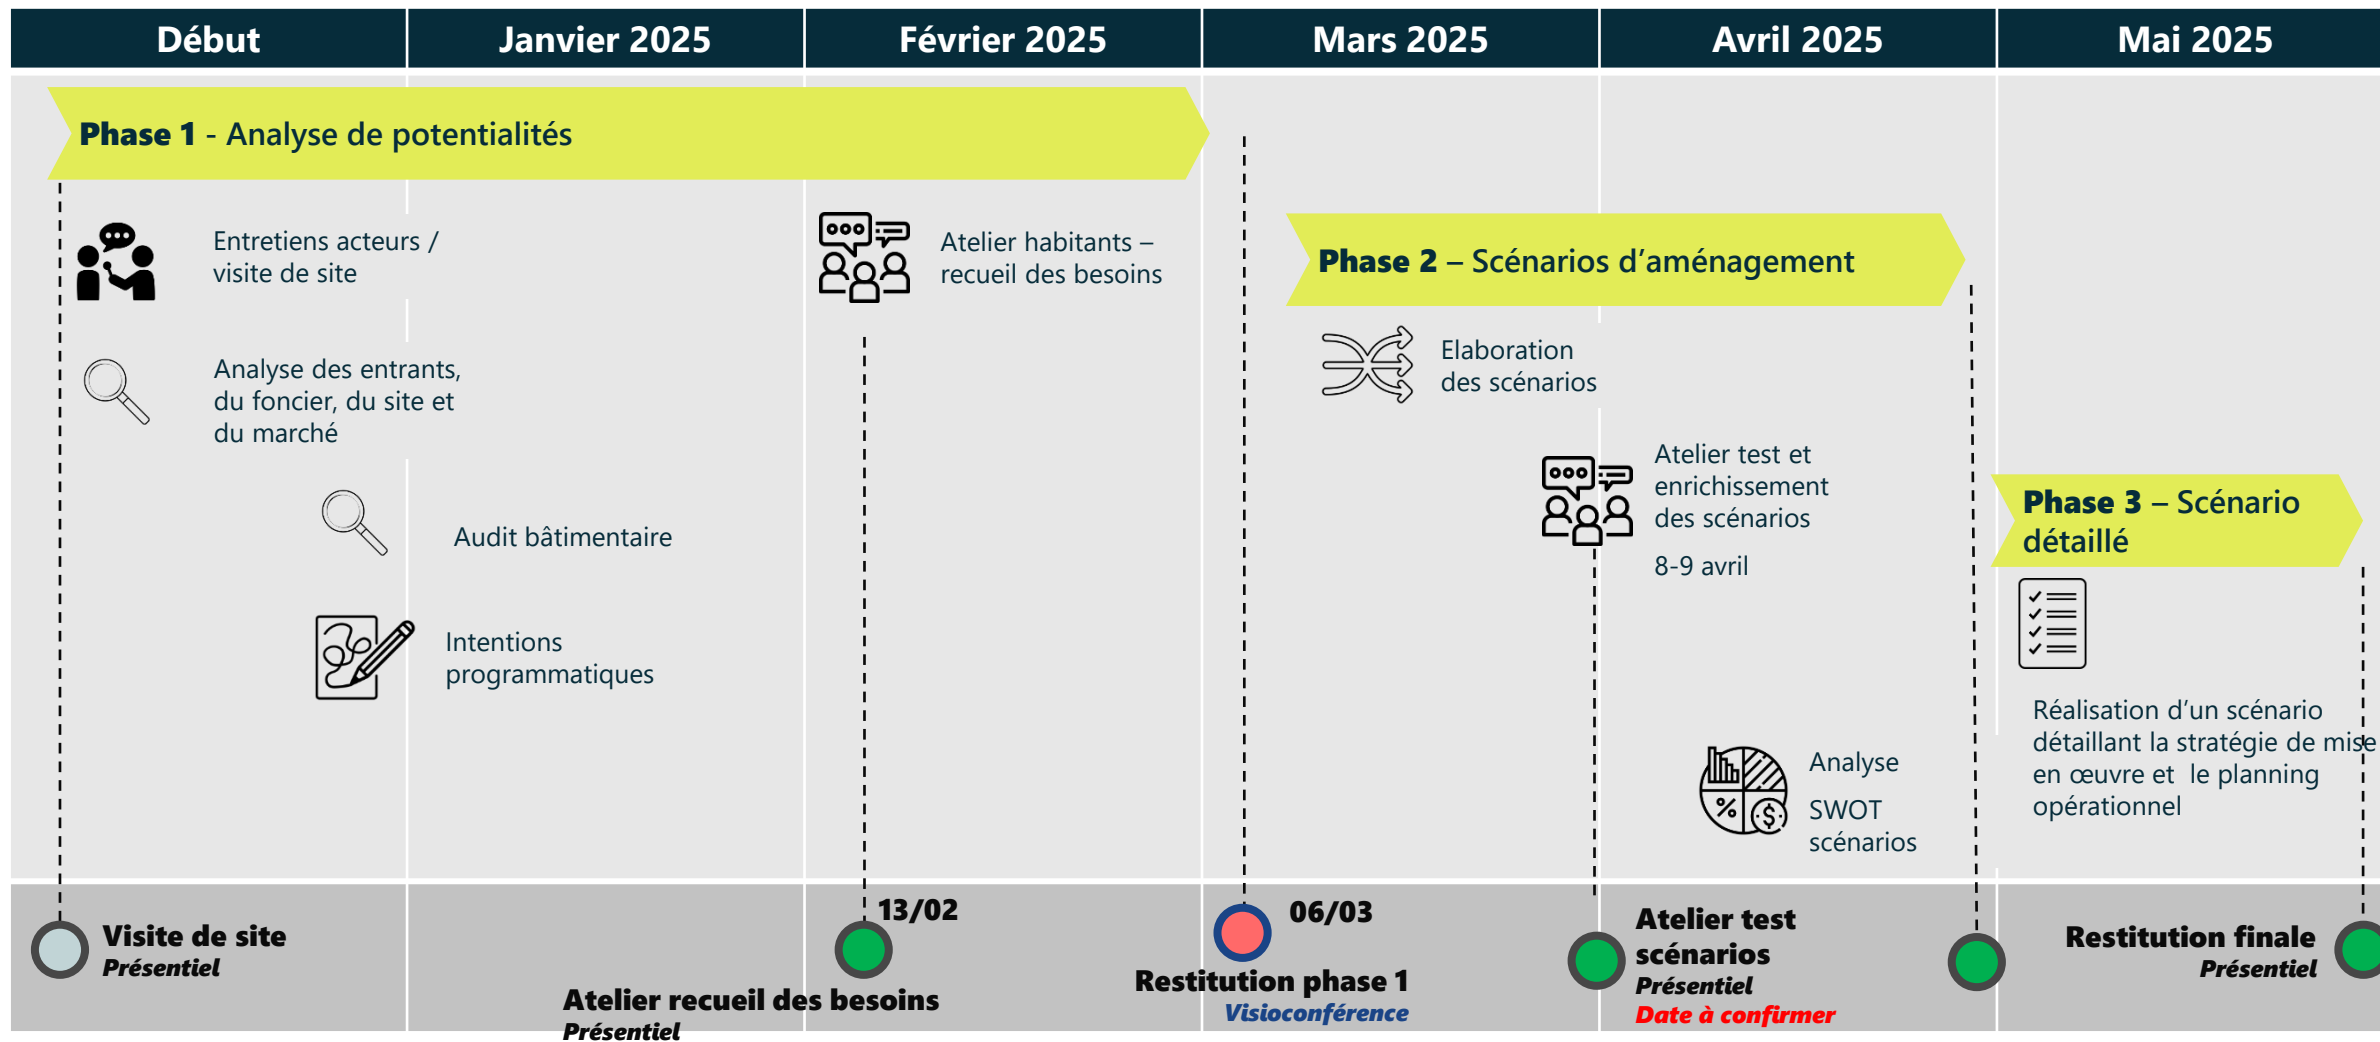 Début
Janvier 2025
Février 2025
Mars 2025
Avril 2025
Mai 2025
Phase 1 - Analyse de potentialités
Entretiens acteurs /
visite de site
Analyse des entrants,
du foncier, du site et
du marché
Audit bâtimentaire
Intentions
programmatiques
Atelier habitants –
recueil des besoins
Phase 2 – Scénarios d’aménagement
Elaboration
des scénarios
Atelier test et
enrichissement
des scénarios
8-9 avril
Analyse
SWOT
scénarios
Phase 3 – Scénario
détaillé
Réalisation d’un scénario
détaillant la stratégie de mise
en œuvre et le planning
opérationnel
Visite de site
Présentiel
13/02
Atelier recueil des besoins
Présentiel
06/03
Restitution phase 1
Visioconférence
Atelier test
scénarios
Présentiel
Date à confirmer
Restitution finale
Présentiel